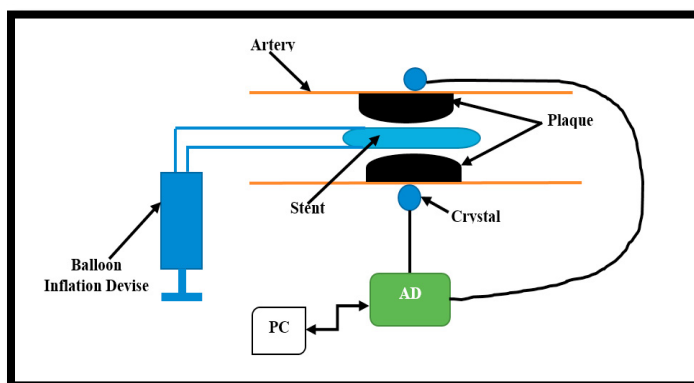 Artery
Plaque
Stent
Crystal
Balloon
Inflation Devise
AD
PC